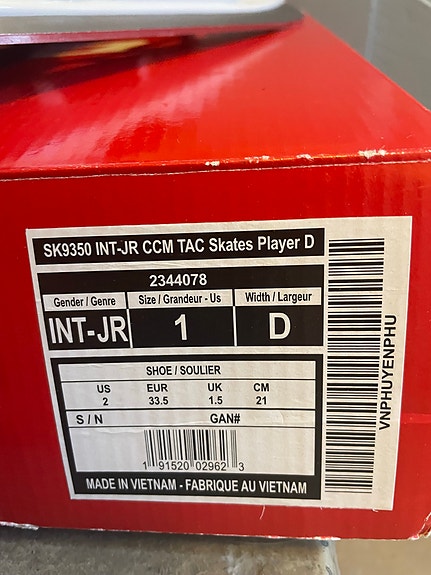 SK9350 INT-JR CCM TAC Skates Player D
2344078
Gender / Genre Size / Grandeur - Us Width / Largeur
INT-JR 1 D
SHOE / SOULIER
US EUR UK CM
2 33.5 1.5 21
S / N GAN#
1 91520 02962 3
MADE IN VIETNAM - FABRIQUE AU VIETNAM
VNPHUYENPHU